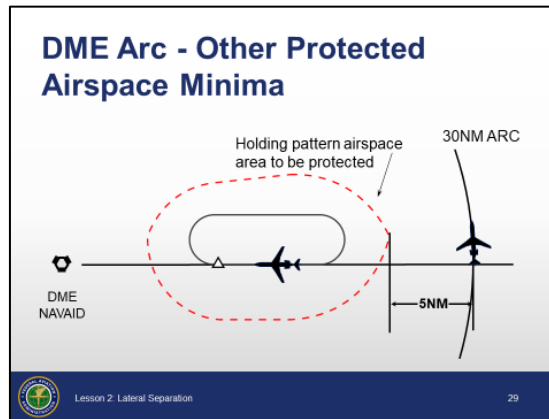 DME Arc - Other Protected
Airspace Minima
Holding pattern airspace
area to be protected
30NM ARC
DME
NAVAID
5NM
Lesson 2: Lateral Separation
29